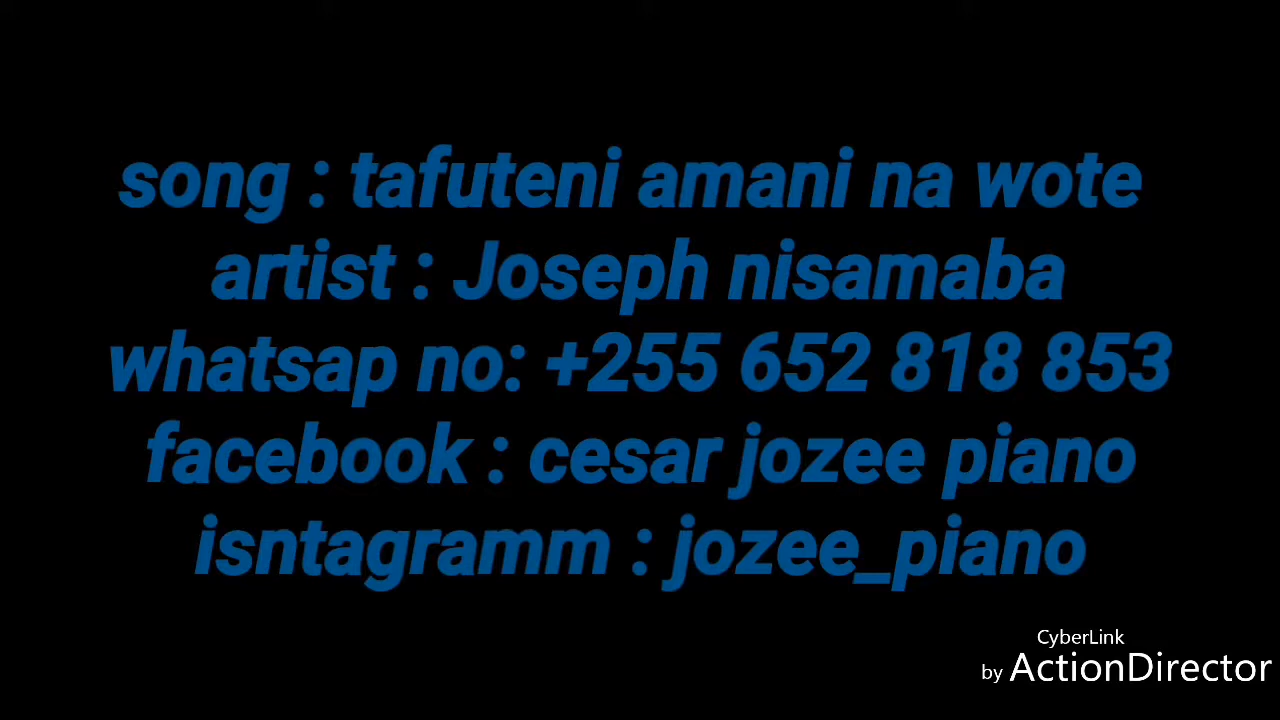 song : tafuteni amani na wote
artist : Joseph nisamaba
whatsap no: +255 652 818 853
facebook : cesar jozee piano
isntagramm : jozee_piano
CyberLink
by ActionDirector